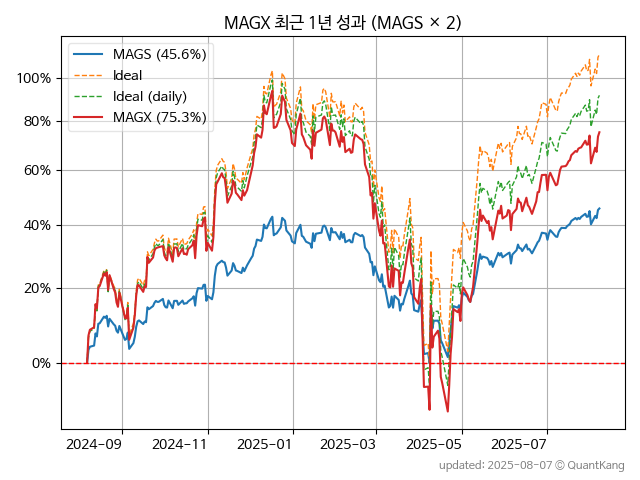 MAGX 최근 1년 성과 (MAGS × 2)
MAGS (45.6%)
Ideal
Ideal (daily)
MAGX (75.3%)
100%
80%
60%
40%
20%
0%
2024-09 2024-11 2025-01 2025-03 2025-05 2025-07
updated: 2025-08-07 © QuantKang